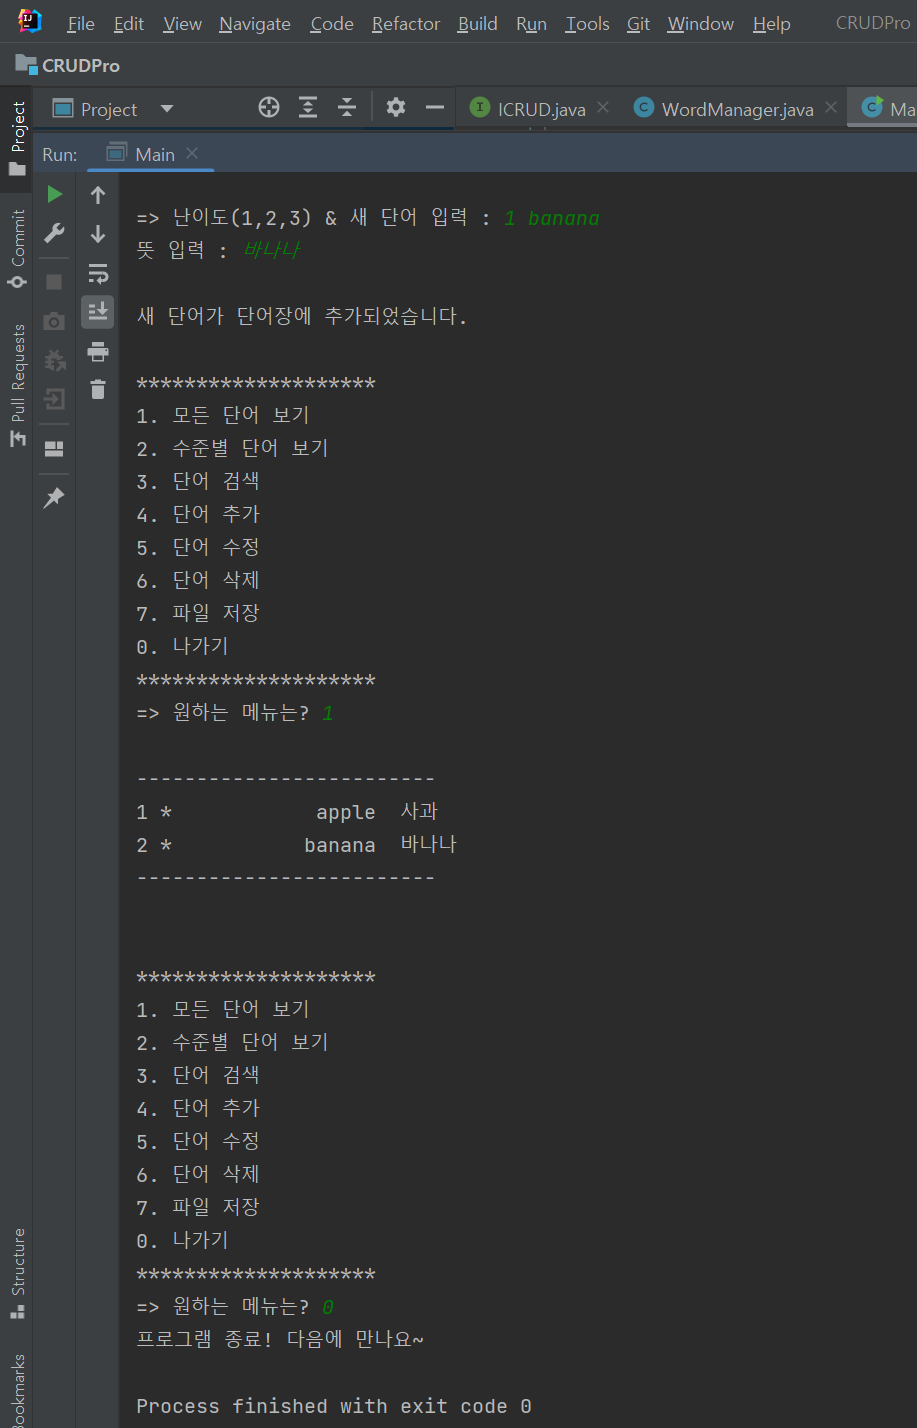 File Edit View Navigate Code Refactor Build Run Tools Git Window Help CRUDPro
CRUDPro
Project ICRUD.java WordManager.java Ma
Run: Main
Project
Commit
Pull Requests
Structure
Bookmarks
=> 난이도(1,2,3) & 새 단어 입력 : 1 banana
뜻 입력 : 바나나
새 단어가 단어장에 추가되었습니다.
********************
1. 모든 단어 보기
2. 수준별 단어 보기
3. 단어 검색
4. 단어 추가
5. 단어 수정
6. 단어 삭제
7. 파일 저장
0. 나가기
********************
=> 원하는 메뉴는? 1
-------------------------
1 * apple 사과
2 * banana 바나나
-------------------------
********************
1. 모든 단어 보기
2. 수준별 단어 보기
3. 단어 검색
4. 단어 추가
5. 단어 수정
6. 단어 삭제
7. 파일 저장
0. 나가기
********************
=> 원하는 메뉴는? 0
프로그램 종료! 다음에 만나요~
Process finished with exit code 0